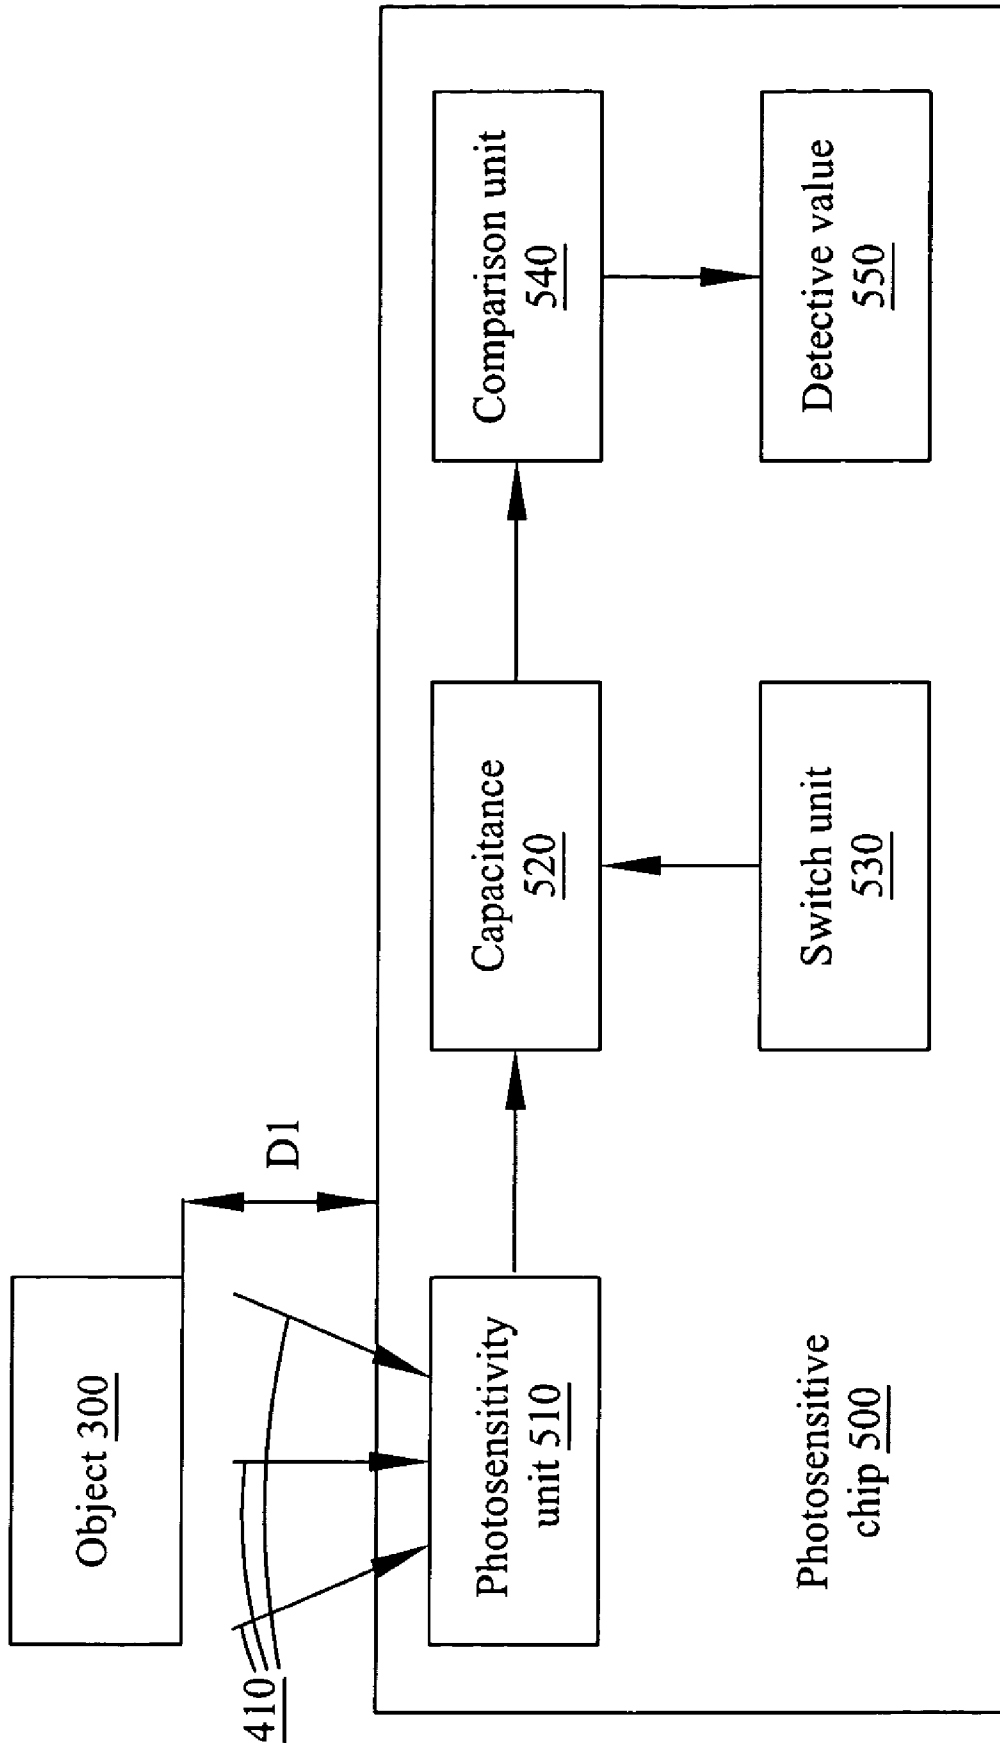 Object 300
410
D1
Photosensitivity
unit 510
Capacitance
520
Comparison unit
540
Photosensitive
chip 500
Switch unit
530
Detective value
550